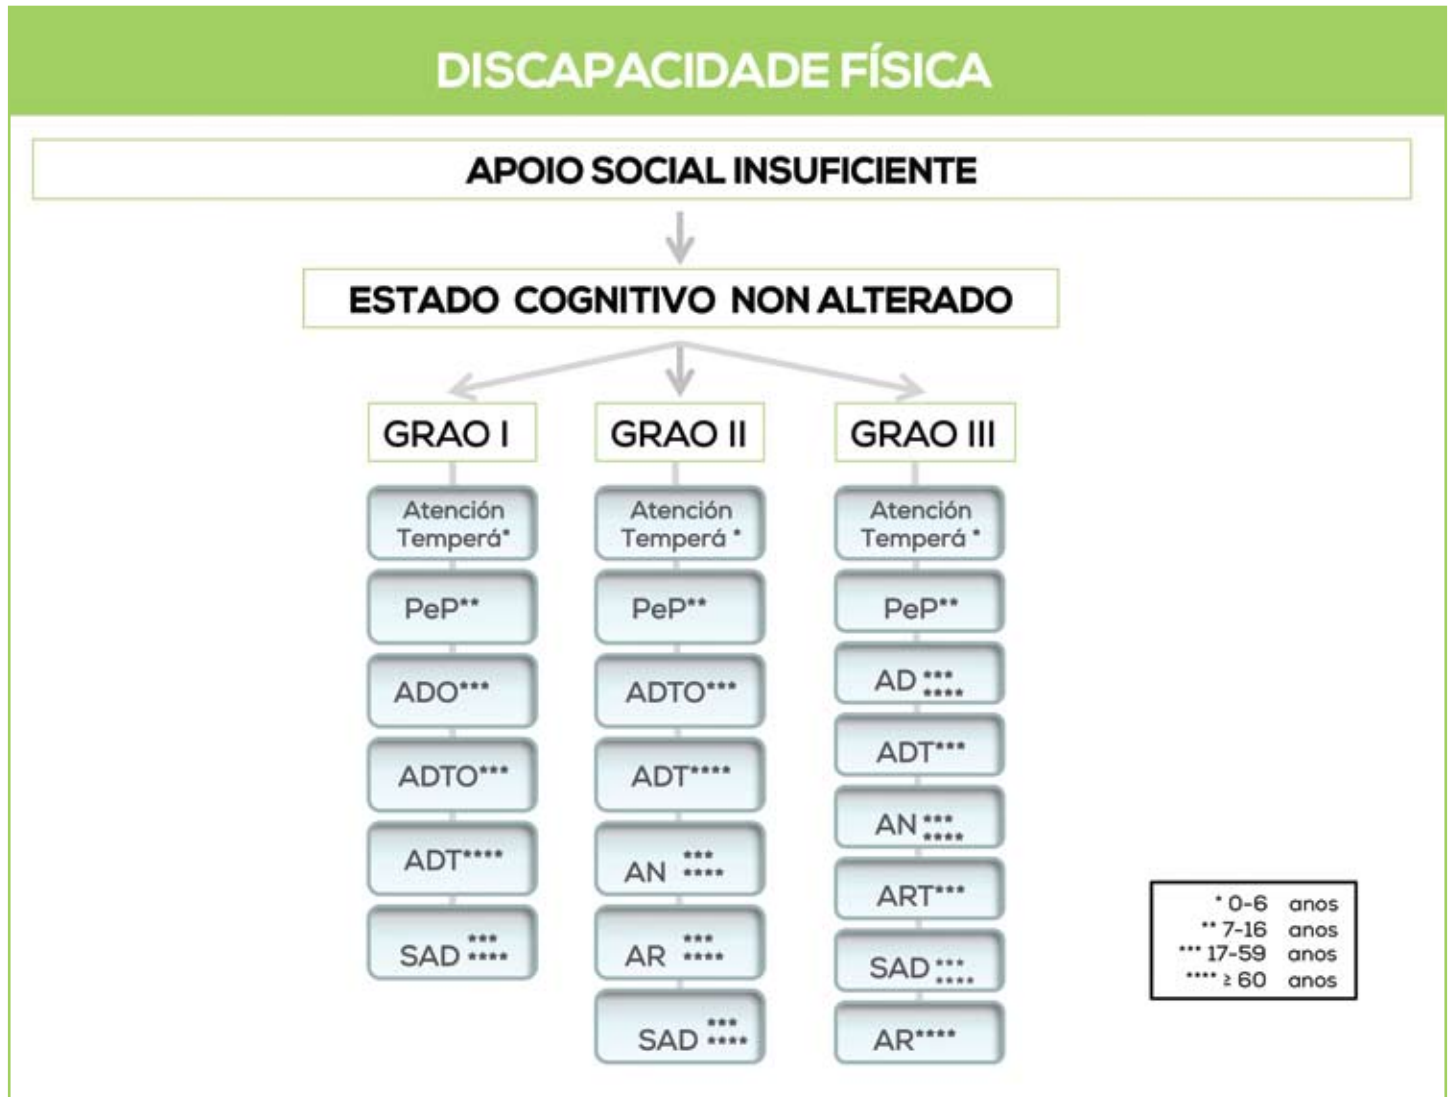 DISCAPACIDADE FÍSICA
APOIO SOCIAL INSUFICIENTE
ESTADO COGNITIVO NON ALTERADO
GRAO I
Atención
Temperá*
PeP**
ADO***
ADTO***
ADT****
SAD ***
****
GRAO II
Atención
Temperá *
PeP**
ADTO***
ADT****
AN ***
****
AR ***
****
SAD ***
****
GRAO III
Atención
Temperá *
PeP**
AD ***
****
ADT***
AN ***
****
ART***
SAD ***
****
AR****
* 0-6 anos
** 7-16 anos
*** 17-59 anos
**** ≥ 60 anos